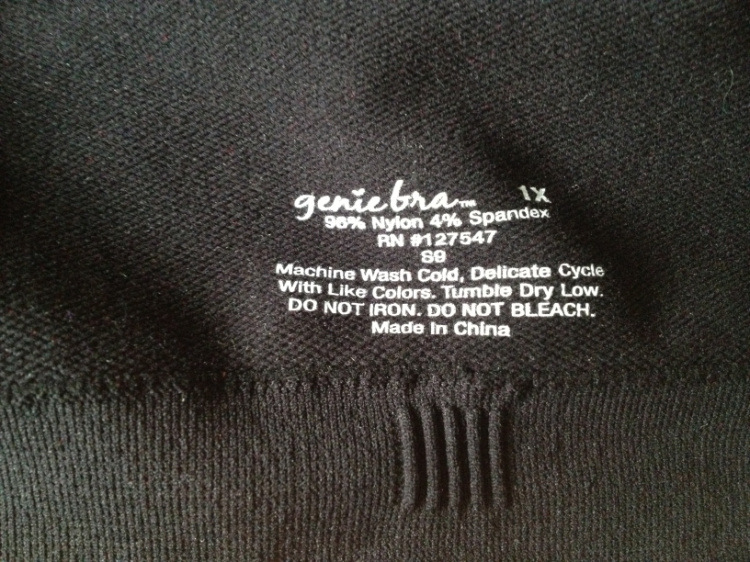 genie bra™ 1X
96% Nylon 4% Spandex
RN #127547
S9
Machine Wash Cold, Delicate Cycle
With Like Colors. Tumble Dry Low.
DO NOT IRON. DO NOT BLEACH.
Made In China